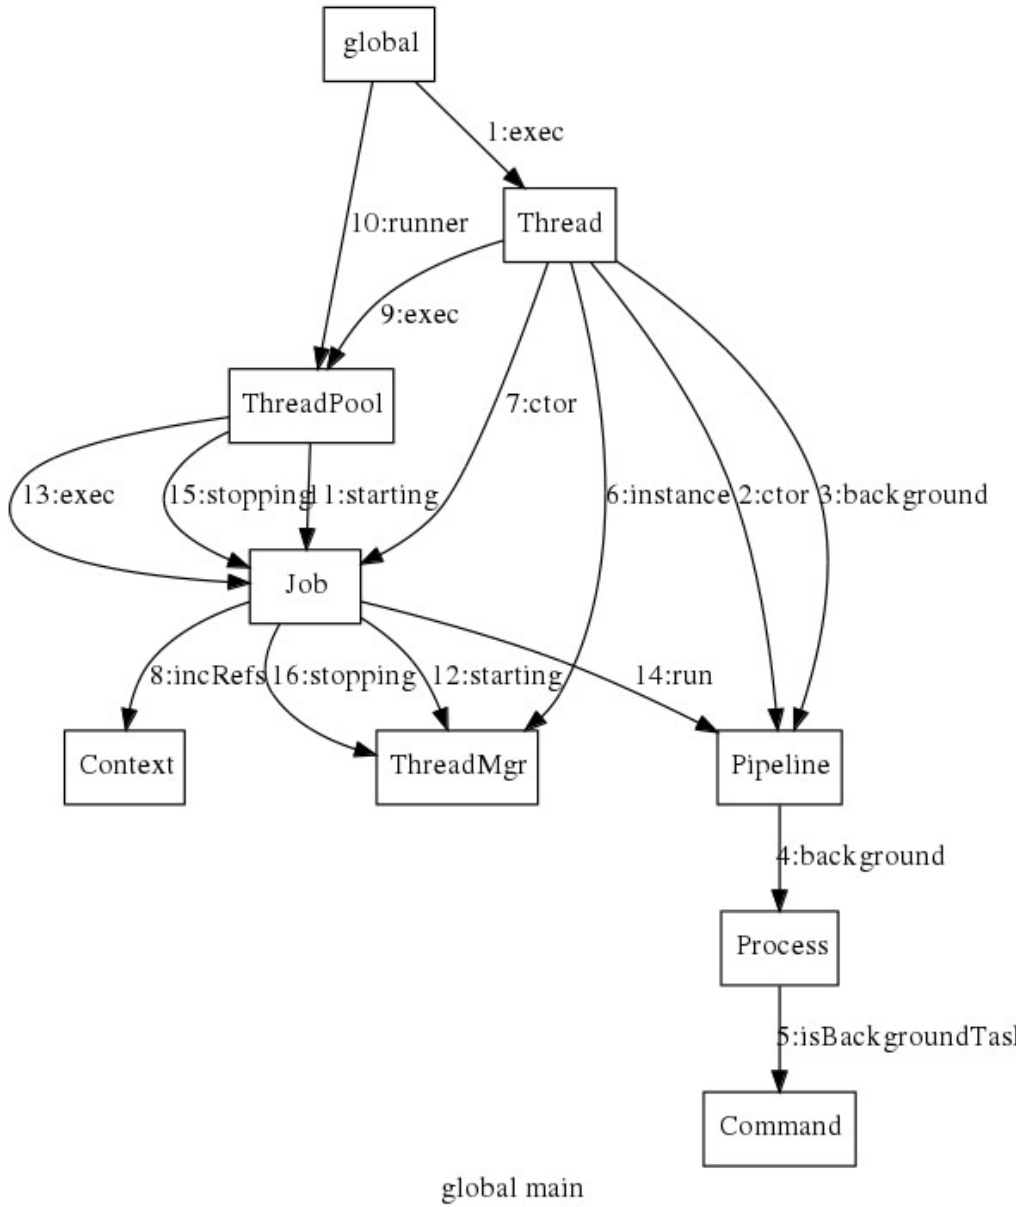 global
1:exec
Thread
10:runner
9:exec
ThreadPool
7:ctor
13:exec
15:stopping
11:starting
6:instance
2:ctor
3:background
Job
8:incRefs
16:stopping
12:starting
14:run
Context
ThreadMgr
Pipeline
4:background
Process
5:isBackgroundTask
Command
global main